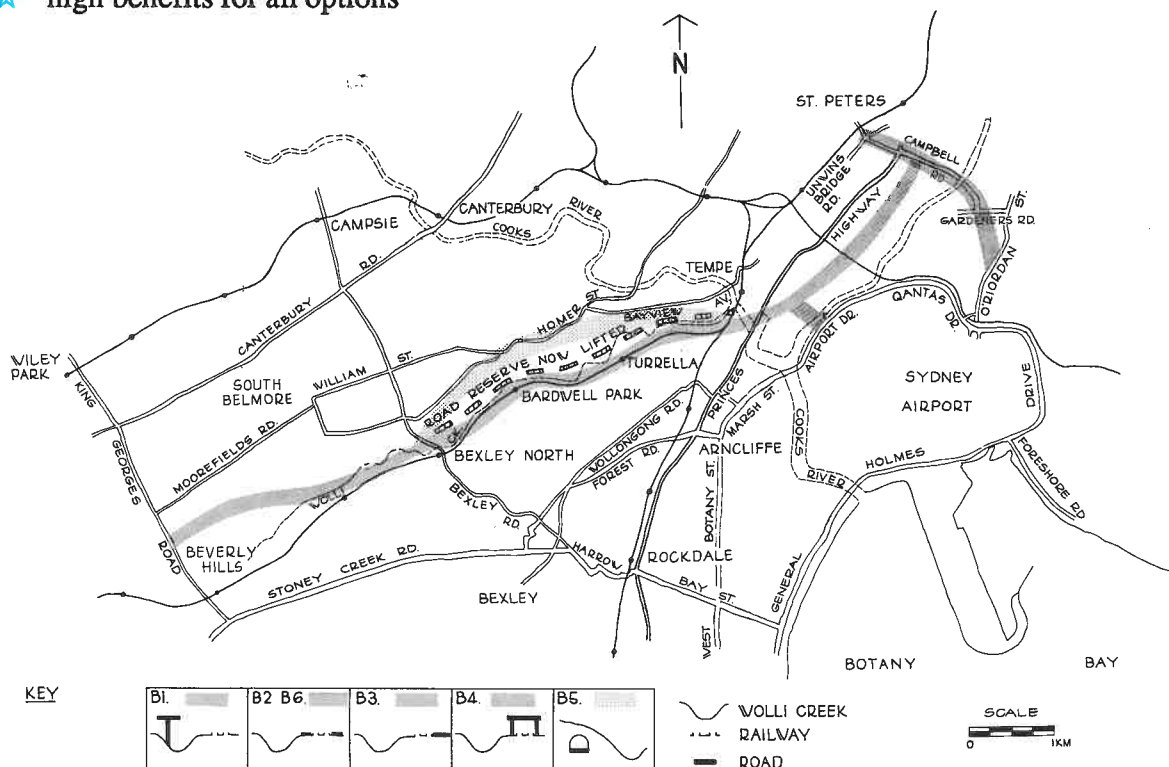 high benefits for all options
N
ST. PETERS
CAMPBELL
RD.
UNWINS
BRIDGE
RD.
HIGHWAY
GARDENERS RD.
ST.
O'RIORDAN
CANTERBURY
RIVER
COOKS
CAMPSIE
RD.
CANTERBURY
TEMPE
HOMER ST.
BAYVIEW
AV.
QANTAS
DR.
AIRPORT DR.
WILEY
PARK
KING
GEORGES
ROAD
SOUTH
BELMORE
WILLIAM ST.
ROAD RESERVE NOW LIFTED
TURRELLA
BARDWELL PARK
PRINCES
MARSH ST.
SYDNEY
AIRPORT
DRIVE
MOOREFIELDS RD.
WOLLI
CK.
BEXLEY NORTH
WOLLONGONG RD.
FOREST RD.
ARNCLIFFE
COOKS
RIVER
HOLMES
FORESHORE RD
BEXLEY
RD.
BOTANY ST.
BEVERLY
HILLS
STONEY CREEK RD.
HARROW
ROCKDALE
GENERAL
BEXLEY
BAY ST.
WEST
BOTANY
BAY
KEY
B1.
B2 B6.
B3.
B4.
B5.
WOLLI CREEK
RAILWAY
ROAD
SCALE
0
1KM